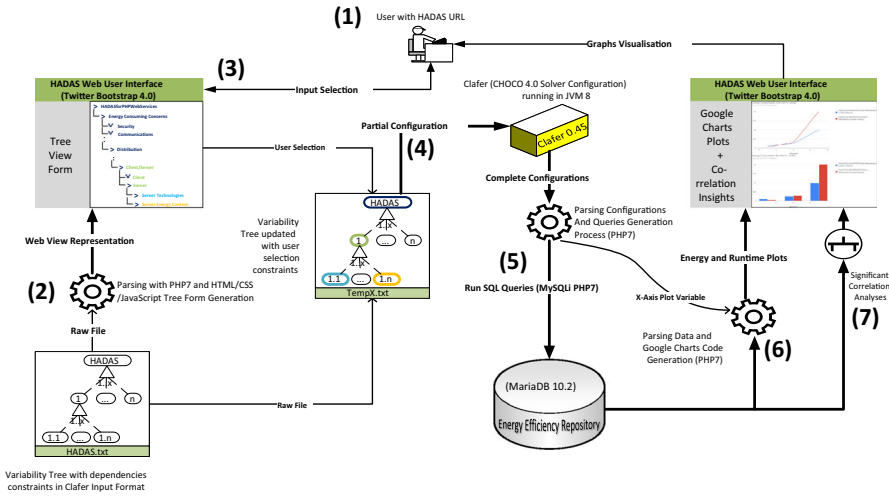 (1)
User with HADAS URL
Graphs Visualisation
(3)
Input Selection
HADAS Web User Interface
(Twitter Bootstrap 4.0)
Tree
View
Form
> HADASforPHPWebServices
> Energy Consuming Concerns
Security
Communications
> Distribution
> ClientServer
Client
> Server
> Server Technologies
> Server Energy Context
User Selection
Partial Configuration
(4)
Clafer (CHOCO 4.0 Solver Configuration)
running in JVM 8
Clafer 0.45
Complete Configurations
HADAS Web User Interface
(Twitter Bootstrap 4.0)
Google
Charts
Plots
+
Co-
rrelation
Insights
Web View Representation
(2)
Parsing with PHP7 and HTML/CSS
/JavaScript Tree Form Generation
Raw File
Variability
Tree updated
with user
selection
constraints
HADAS
1..x
1
...
n
1..x
1.1
...
1.n
TempX.txt
Parsing Configurations
And Queries Generation
Process (PHP7)
(5)
Run SQL Queries (MySQLi PHP7)
X-Axis Plot Variable
Energy and Runtime Plots
Significant
Correlation
Analyses
(7)
(6)
Parsing Data and
Google Charts Code
Generation (PHP7)
HADAS
1..x
1
...
n
1..x
1.1
...
1.n
HADAS.txt
Raw File
(MariaDB 10.2)
Energy Efficiency Repository
Variability Tree with dependencies
constraints in Clafer Input Format